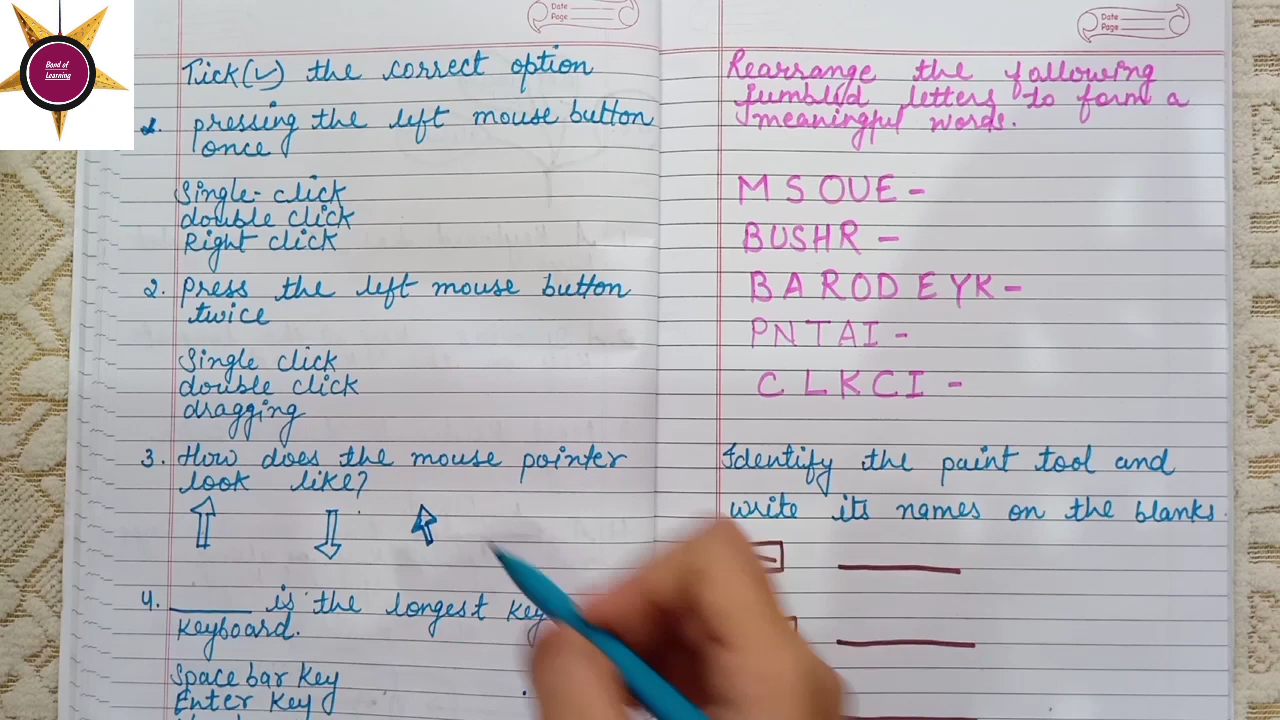 Band of
Learning
Date
Page
Tick(✓) the correct option
1. pressing the left mouse button
once
Single-click
double click
Right click
2. press the left mouse button
twice
Single click
double click
dragging
3. How does the mouse pointer
look like?
4. ______ is the longest key
keyboard.
Space bar key
Enter key
Date
Page
Rearrange the following
jumbled letters to form a
meaningful words.
M S O U E -
BUSHR -
B A R O D E Y K -
P N T A I -
C L K C I -
Identify the paint tool and
write its names on the blanks.